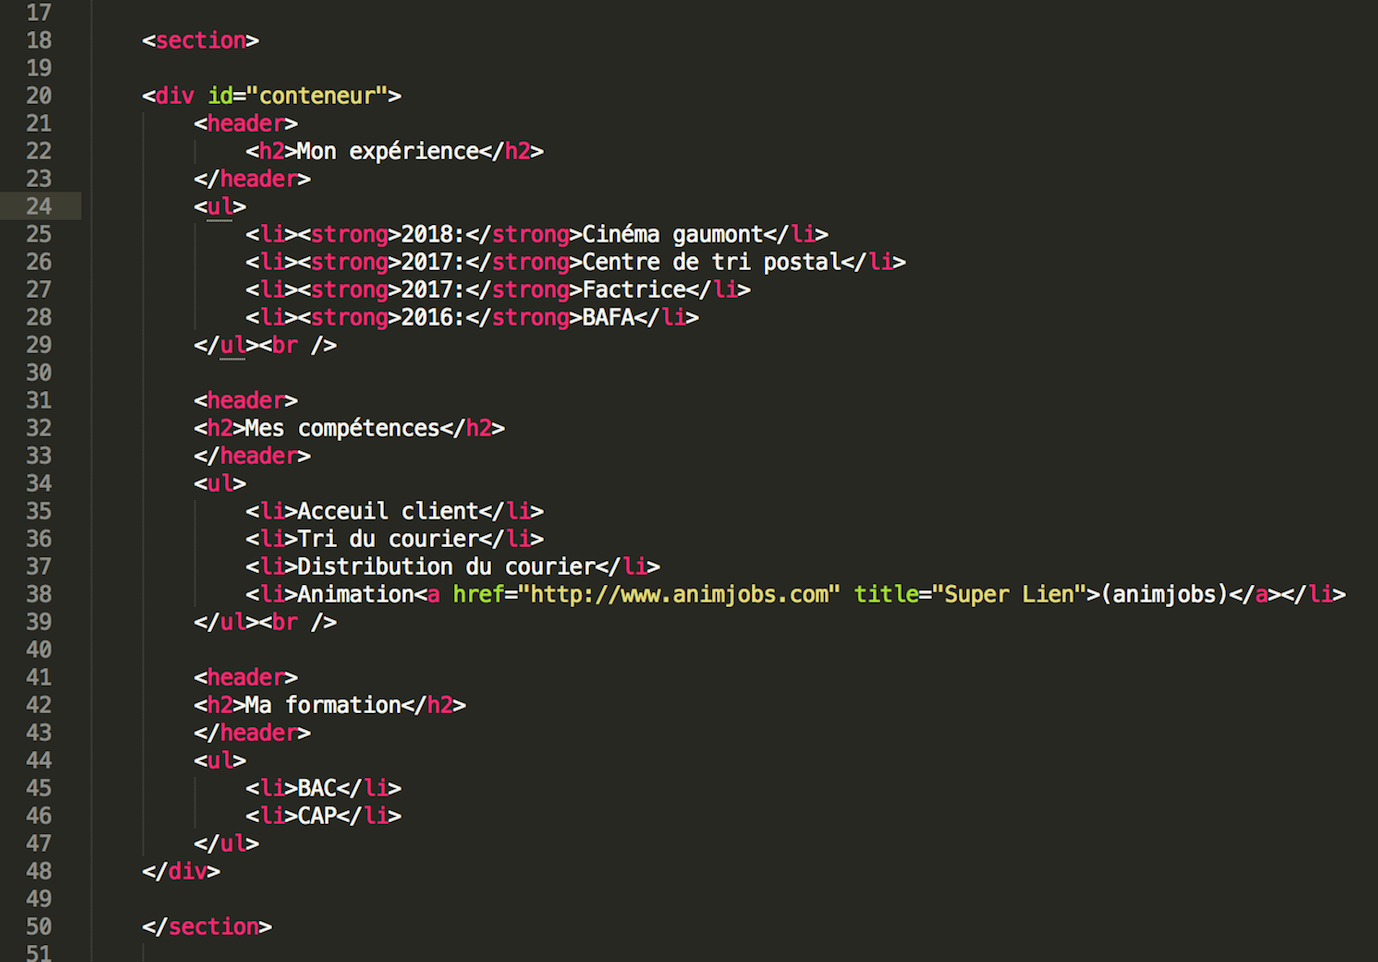 17
18 <section>
19
20 <div id="conteneur">
21 <header>
22 <h2>Mon expérience</h2>
23 </header>
24 <ul>
25 <li><strong>2018:</strong>Cinéma gaumont</li>
26 <li><strong>2017:</strong>Centre de tri postal</li>
27 <li><strong>2017:</strong>Factrice</li>
28 <li><strong>2016:</strong>BAFA</li>
29 </ul><br />
30
31 <header>
32 <h2>Mes compétences</h2>
33 </header>
34 <ul>
35 <li>Acceuil client</li>
36 <li>Tri du courier</li>
37 <li>Distribution du courier</li>
38 <li>Animation<a href="http://www.animjobs.com" title="Super Lien">(animjobs)</a></li>
39 </ul><br />
40
41 <header>
42 <h2>Ma formation</h2>
43 </header>
44 <ul>
45 <li>BAC</li>
46 <li>CAP</li>
47 </ul>
48 </div>
49
50 </section>
51